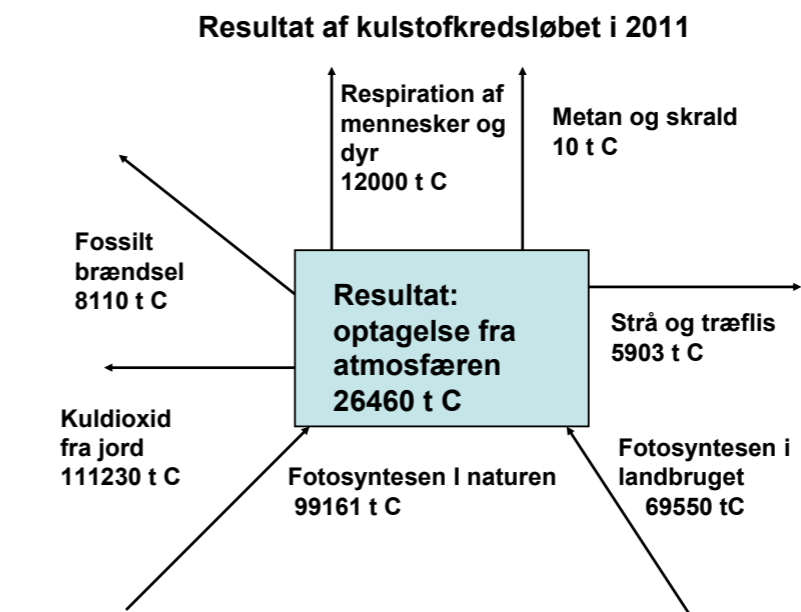 Resultat af kulstofkredsløbet i 2011
Respiration af
mennesker og
dyr
12000 t C
Metan og skrald
10 t C
Fossilt
brændsel
8110 t C
Resultat:
optagelse fra
atmosfæren
26460 t C
Strå og træflis
5903 t C
Kuldioxid
fra jord
111230 t C
Fotosyntesen I naturen
99161 t C
Fotosyntesen i
landbruget
69550 tC